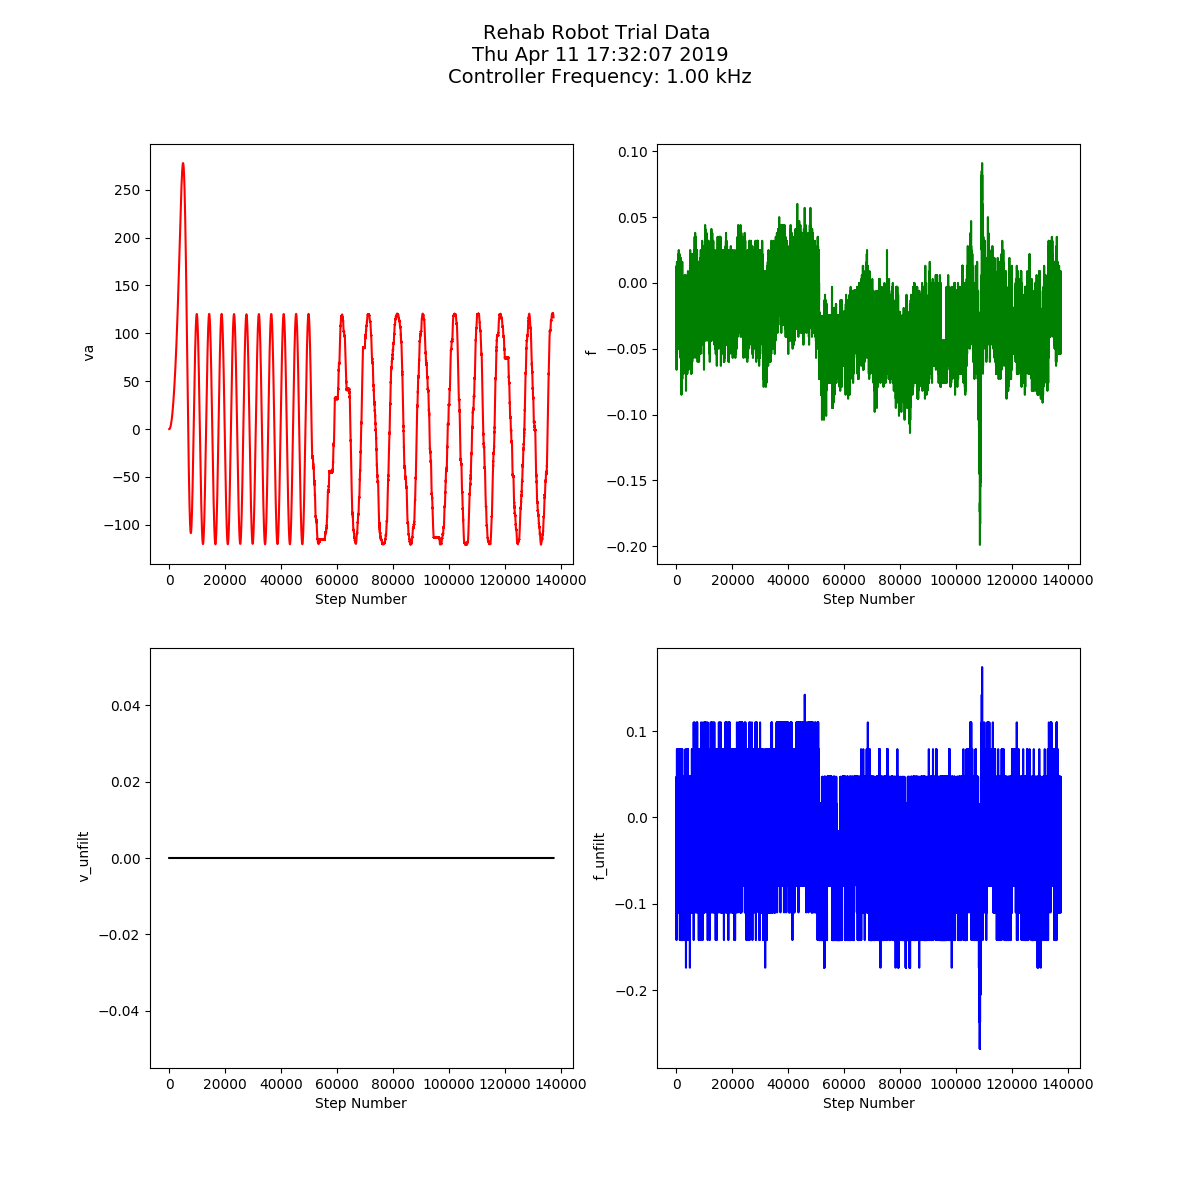 Rehab Robot Trial Data
Thu Apr 11 17:32:07 2019
Controller Frequency: 1.00 kHz
va
250
200
150
100
50
0
−50
−100
0 20000 40000 60000 80000 100000 120000 140000
Step Number
f
0.10
0.05
0.00
−0.05
−0.10
−0.15
−0.20
0 20000 40000 60000 80000 100000 120000 140000
Step Number
v_unfilt
0.04
0.02
0.00
−0.02
−0.04
0 20000 40000 60000 80000 100000 120000 140000
Step Number
f_unfilt
0.1
0.0
−0.1
−0.2
0 20000 40000 60000 80000 100000 120000 140000
Step Number